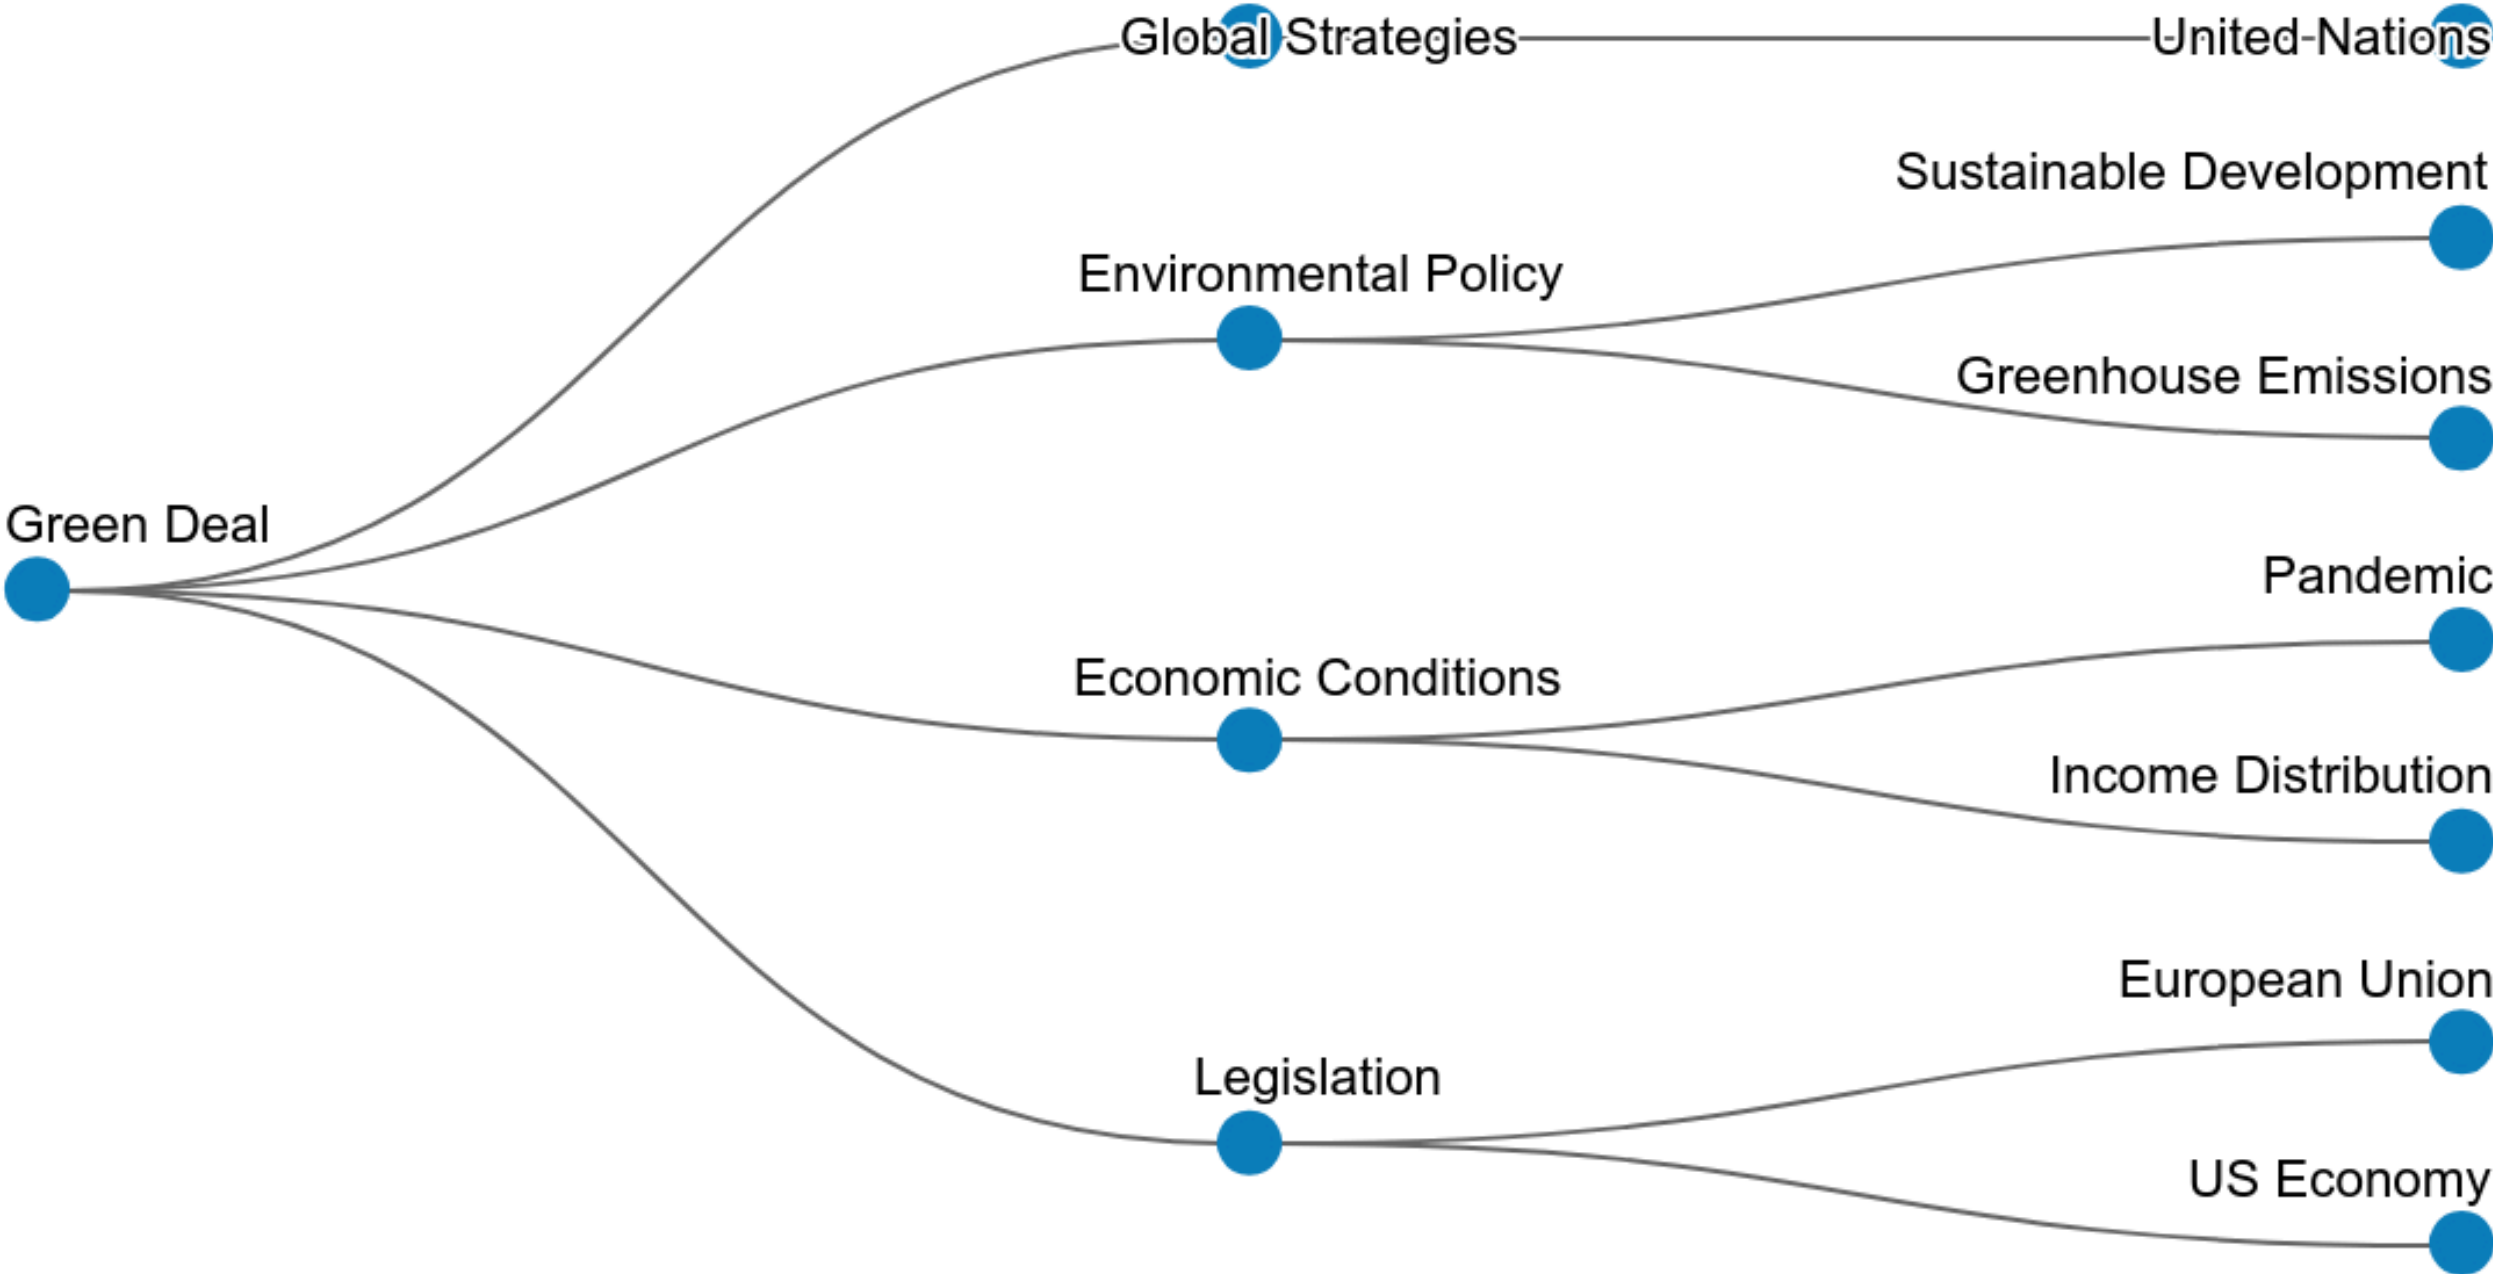 Global Strategies
United Nations
Sustainable Development
Environmental Policy
Greenhouse Emissions
Green Deal
Pandemic
Economic Conditions
Income Distribution
European Union
Legislation
US Economy